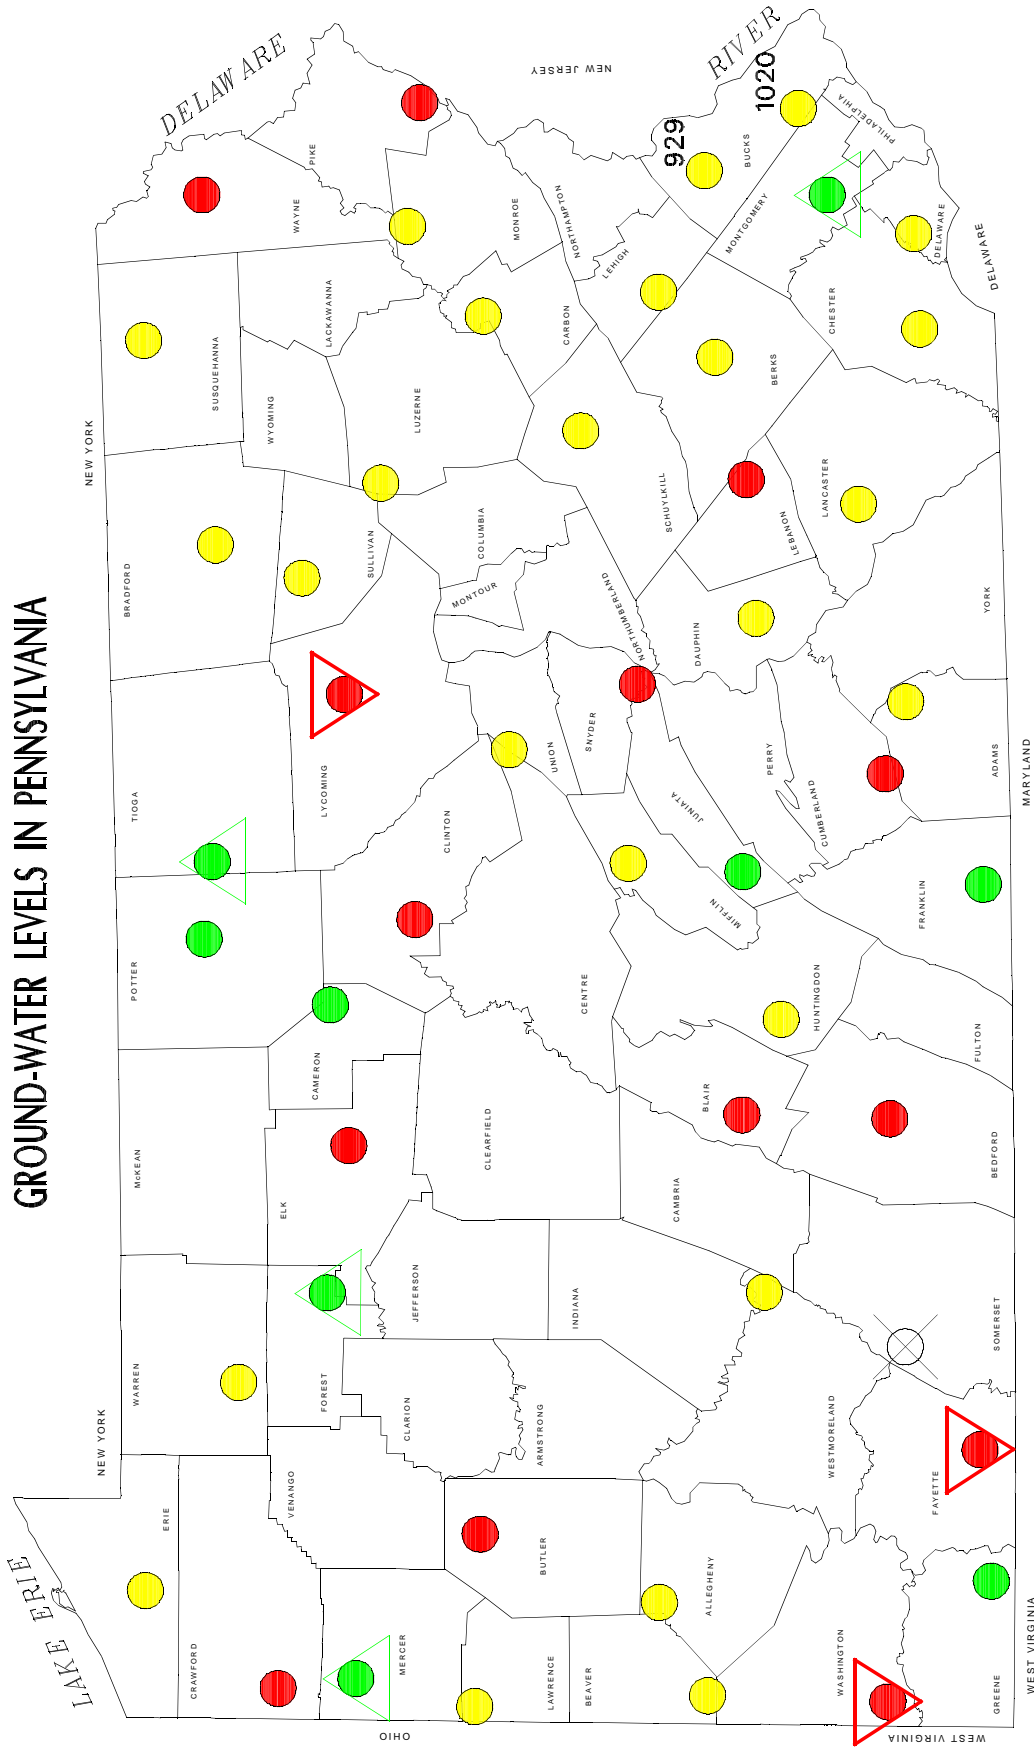 GROUND-WATER LEVELS IN PENNSYLVANIA
LAKE ERIE
NEW YORK
NEW YORK
DELAWARE
RIVER
NEW JERSEY
929
1020
ERIE
CRAWFORD
WARREN
McKEAN
POTTER
TIOGA
BRADFORD
SUSQUEHANNA
WAYNE
PIKE
WYOMING
LACKAWANNA
MERCER
VENANGO
FOREST
ELK
CAMERON
CLINTON
LYCOMING
SULLIVAN
LUZERNE
COLUMBIA
MONTOUR
MONROE
CARBON
NORTHAMPTON
LEHIGH
LAWRENCE
BUTLER
CLARION
JEFFERSON
CLEARFIELD
CENTRE
UNION
SNYDER
NORTHUMBERLAND
SCHUYLKILL
BEAVER
ALLEGHENY
ARMSTRONG
INDIANA
CAMBRIA
BLAIR
HUNTINGDON
MIFFLIN
JUNIATA
PERRY
DAUPHIN
LEBANON
BERKS
MONTGOMERY
BUCKS
PHILADELPHIA
WASHINGTON
WESTMORELAND
CUMBERLAND
LANCASTER
CHESTER
DELAWARE
GREENE
FAYETTE
SOMERSET
BEDFORD
FULTON
FRANKLIN
ADAMS
YORK
OHIO
WEST VIRGINIA
WEST VIRGINIA
MARYLAND
DELAWARE